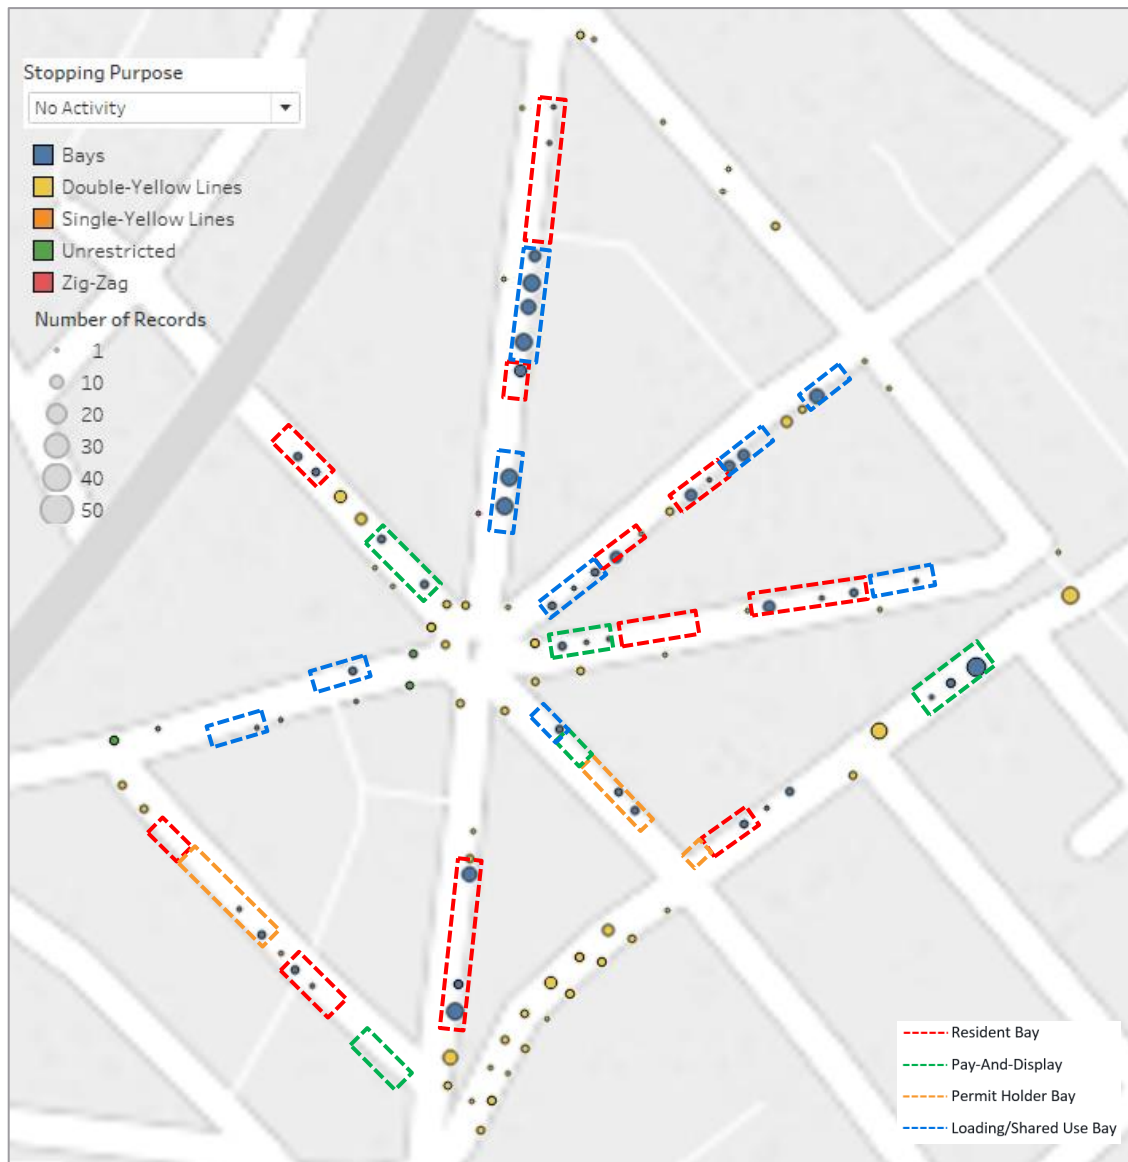 Stopping Purpose
No Activity
Bays
Double-Yellow Lines
Single-Yellow Lines
Unrestricted
Zig-Zag
Number of Records
1
10
20
30
40
50
Resident Bay
Pay-And-Display
Permit Holder Bay
Loading/Shared Use Bay